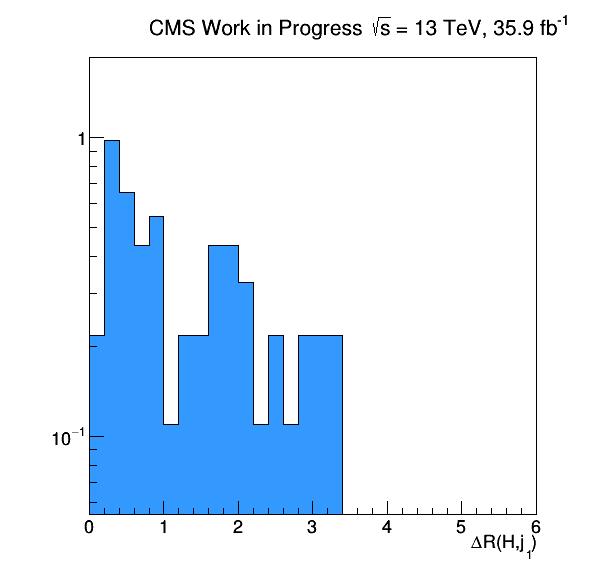 CMS Work in Progress √s = 13 TeV, 35.9 fb⁻¹
1
10⁻¹
0 1 2 3 4 5 6
ΔR(H,j₁)